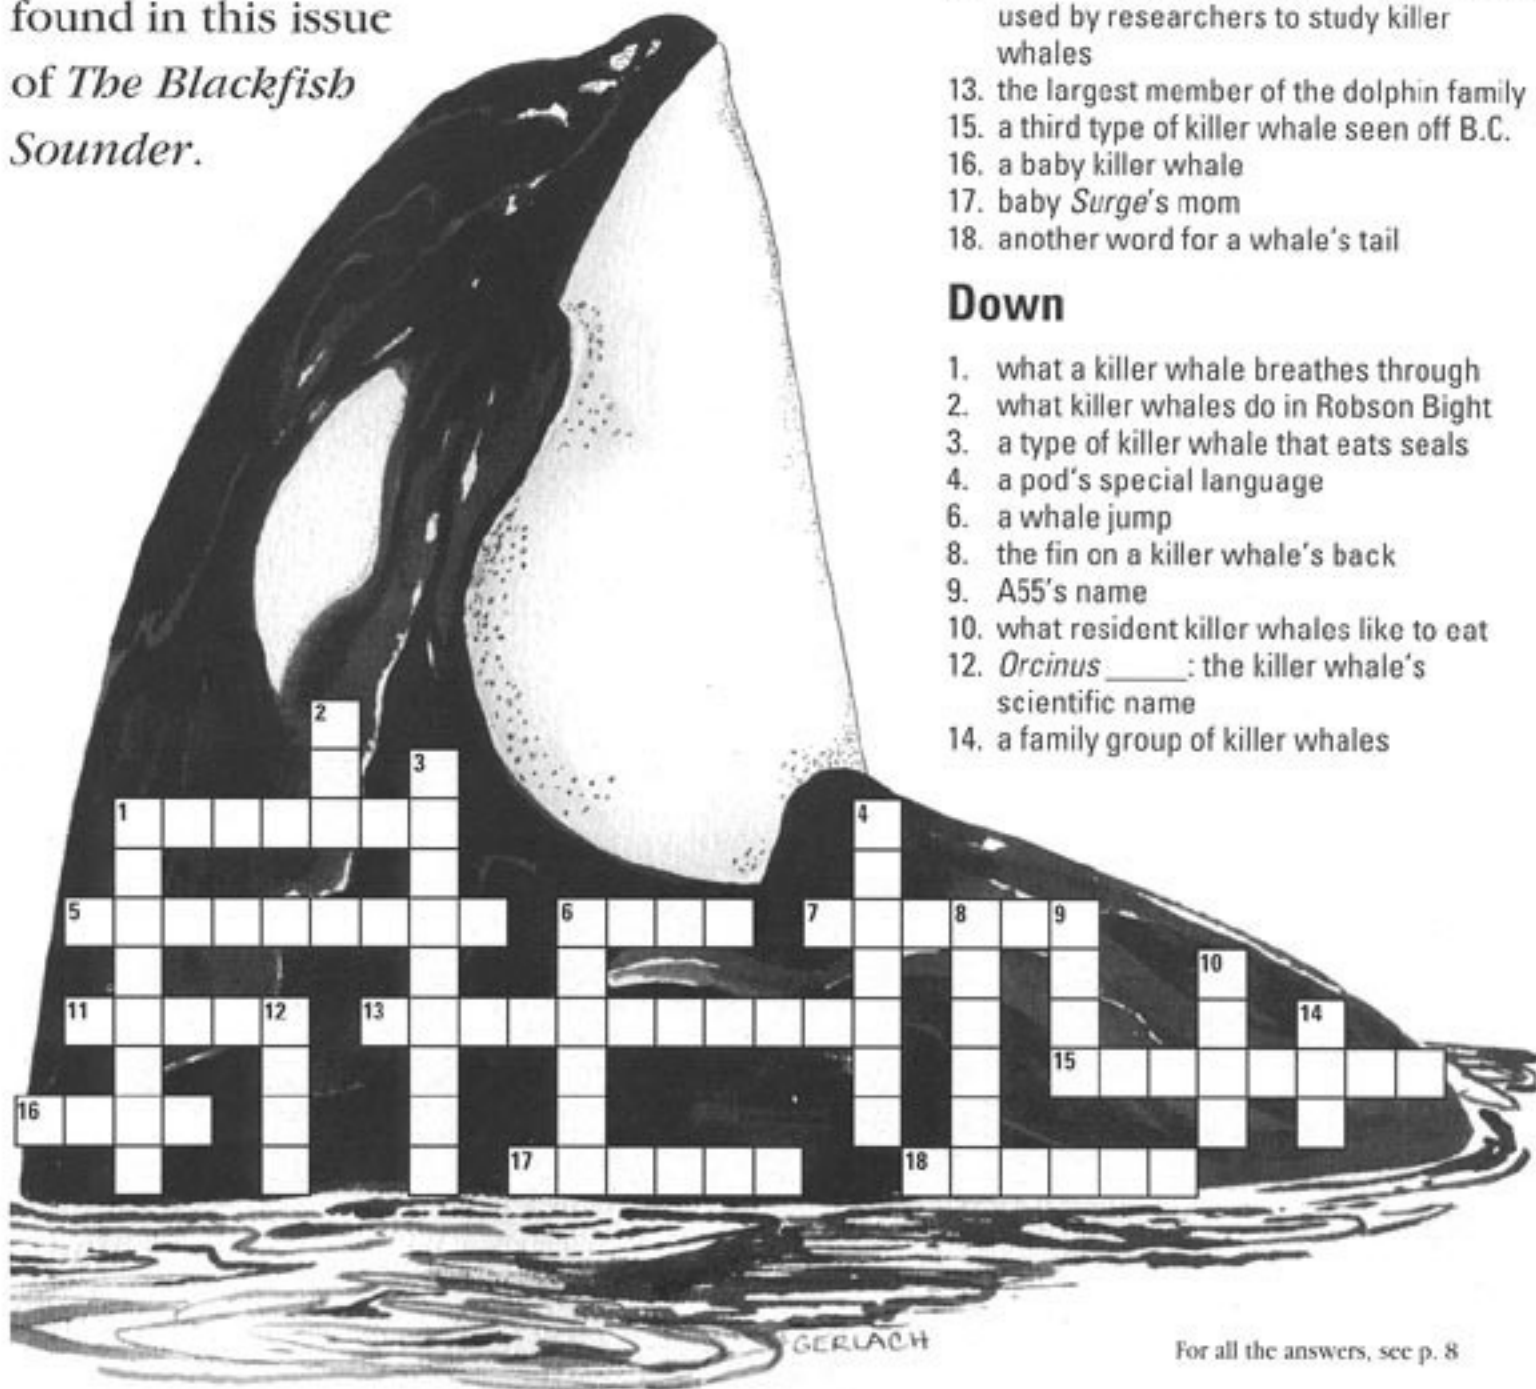 found in this issue
of The Blackfish
Sounder.
used by researchers to study killer
whales
13. the largest member of the dolphin family
15. a third type of killer whale seen off B.C.
16. a baby killer whale
17. baby Surge's mom
18. another word for a whale's tail
Down
1. what a killer whale breathes through
2. what killer whales do in Robson Bight
3. a type of killer whale that eats seals
4. a pod's special language
6. a whale jump
8. the fin on a killer whale's back
9. A55's name
10. what resident killer whales like to eat
12. Orcinus _____: the killer whale's
scientific name
14. a family group of killer whales
2
3
1
4
5
6
7
8
9
10
11
12
13
14
15
16
17
18
GERLACH
For all the answers, see p. 8